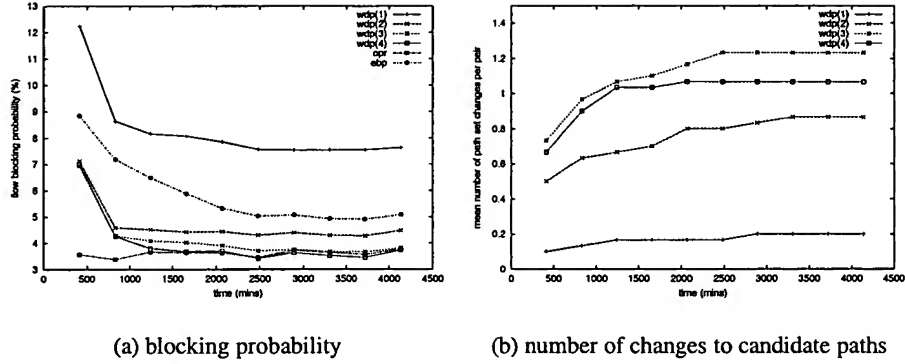 13
12
11
10
9
8
7
6
5
4
3
flow blocking probability (%)
0 500 1000 1500 2000 2500 3000 3500 4000 4500
time (mins)
wdp(1)
wdp(2)
wdp(3)
wdp(4)
opr
ebp
(a) blocking probability
1.4
1.2
1
0.8
0.6
0.4
0.2
0
mean number of path set changes per pair
0 500 1000 1500 2000 2500 3000 3500 4000 4500
time (mins)
wdp(1)
wdp(2)
wdp(3)
wdp(4)
(b) number of changes to candidate paths